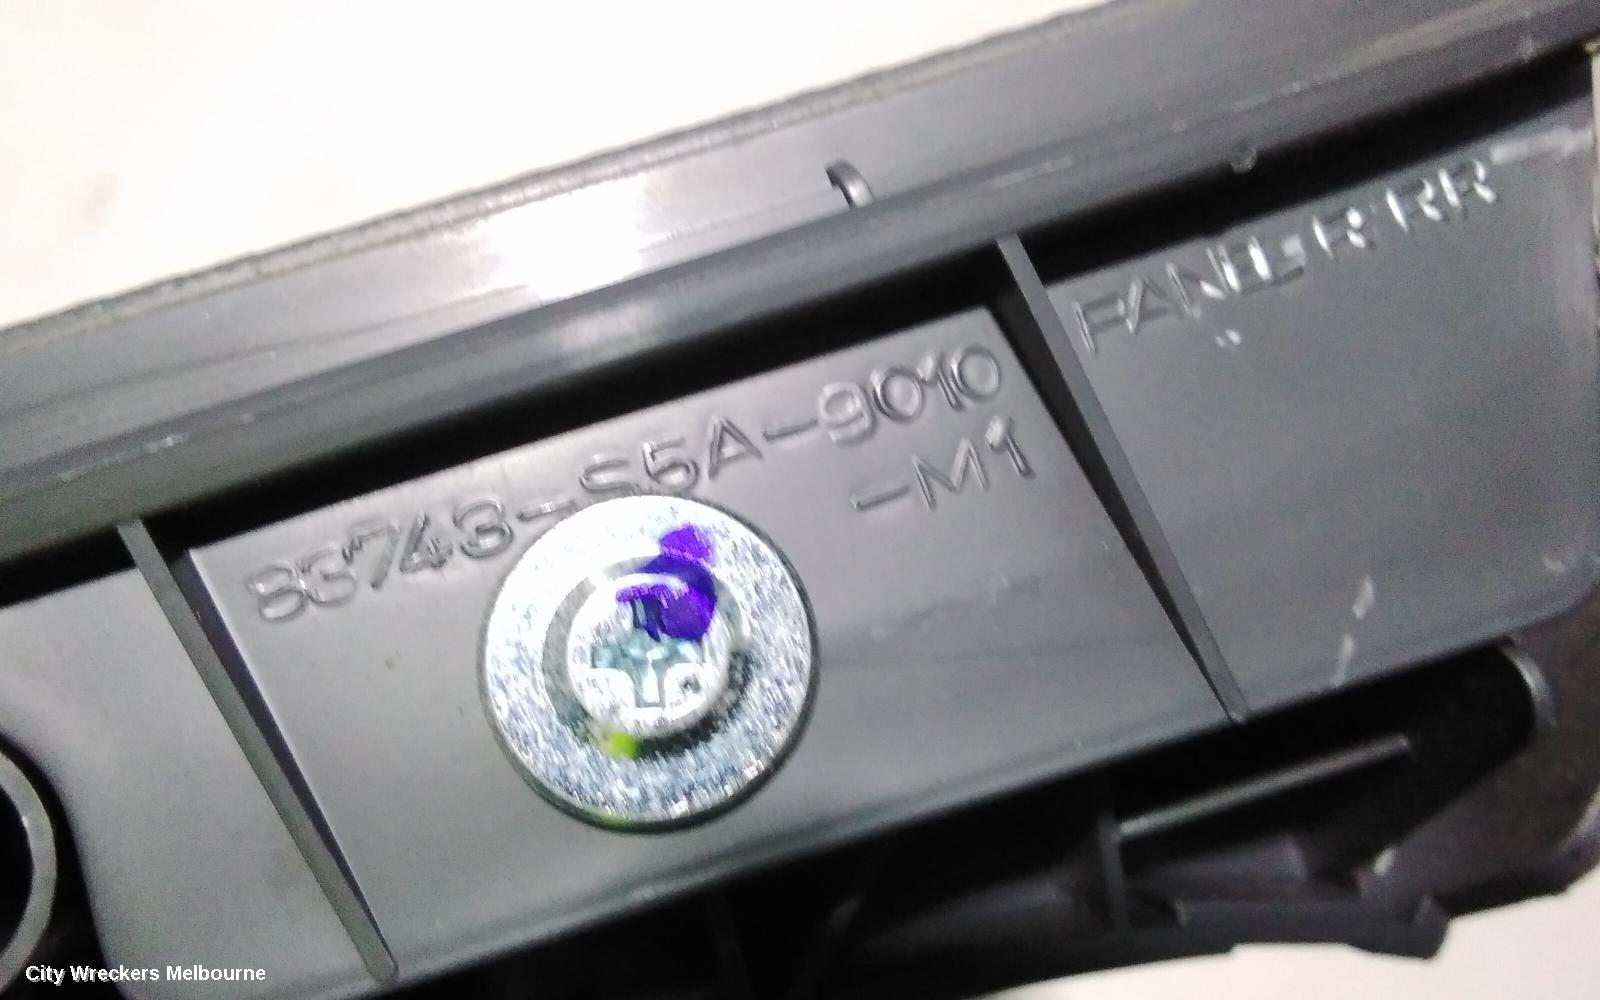 PANEL R RR
83743-S5A-9010
-M1
City Wreckers Melbourne